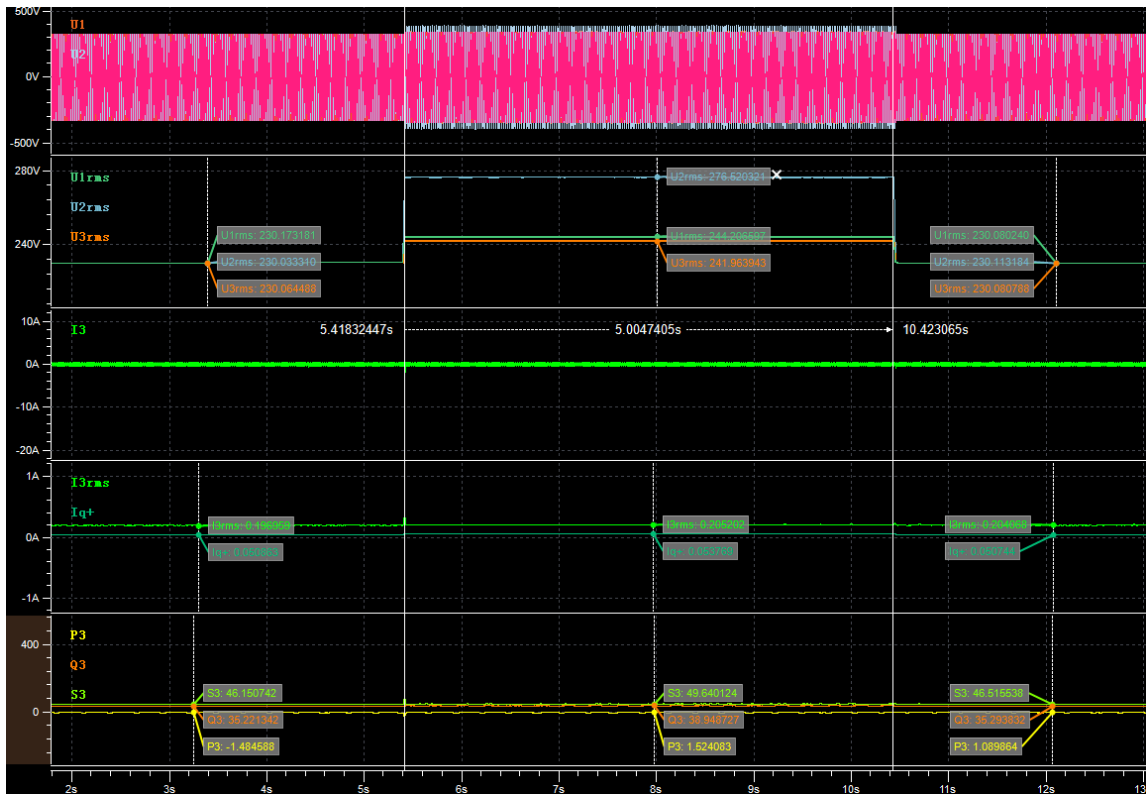 500V
U1
U2
0V
-500V
280V
U1rms
U2rms: 276.620321
U2rms
U3rms
240V
U1rms: 230.173181
U1rms: 244.206597
U1rms: 230.080240
U2rms: 230.033340
U3rms: 241.963943
U2rms: 230.113184
U3rms: 230.064488
U3rms: 230.080788
10A
I3
5.41832447s
5.0047405s
10.423065s
0A
-10A
-20A
1A
I3rms
Iq+
I3rms: 0.196959
I3rms: 0.205202
I3rms: 0.204068
0A
Iq+: 0.050863
Iq+: 0.053769
Iq+: 0.050744
-1A
P3
400
Q3
S3
S3: 46.150742
S3: 49.640124
S3: 46.515538
0
Q3: 35.221342
Q3: 38.948727
Q3: 35.293832
P3: -1.484588
P3: 1.524083
P3: 1.089864
2s 3s 4s 5s 6s 7s 8s 9s 10s 11s 12s 13